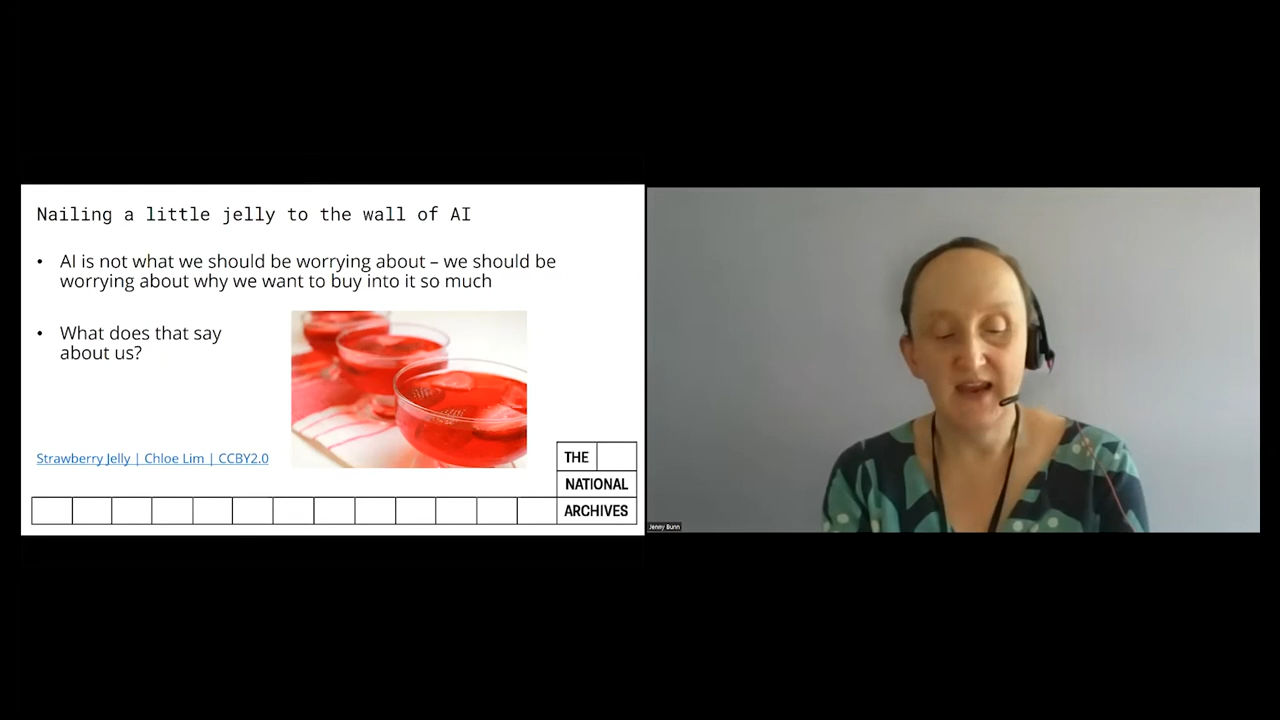 Nailing a little jelly to the wall of AI
• AI is not what we should be worrying about – we should be
worrying about why we want to buy into it so much
• What does that say
about us?
Strawberry Jelly | Chloe Lim | CCBY2.0
THE
NATIONAL
ARCHIVES
Jenny Bunn